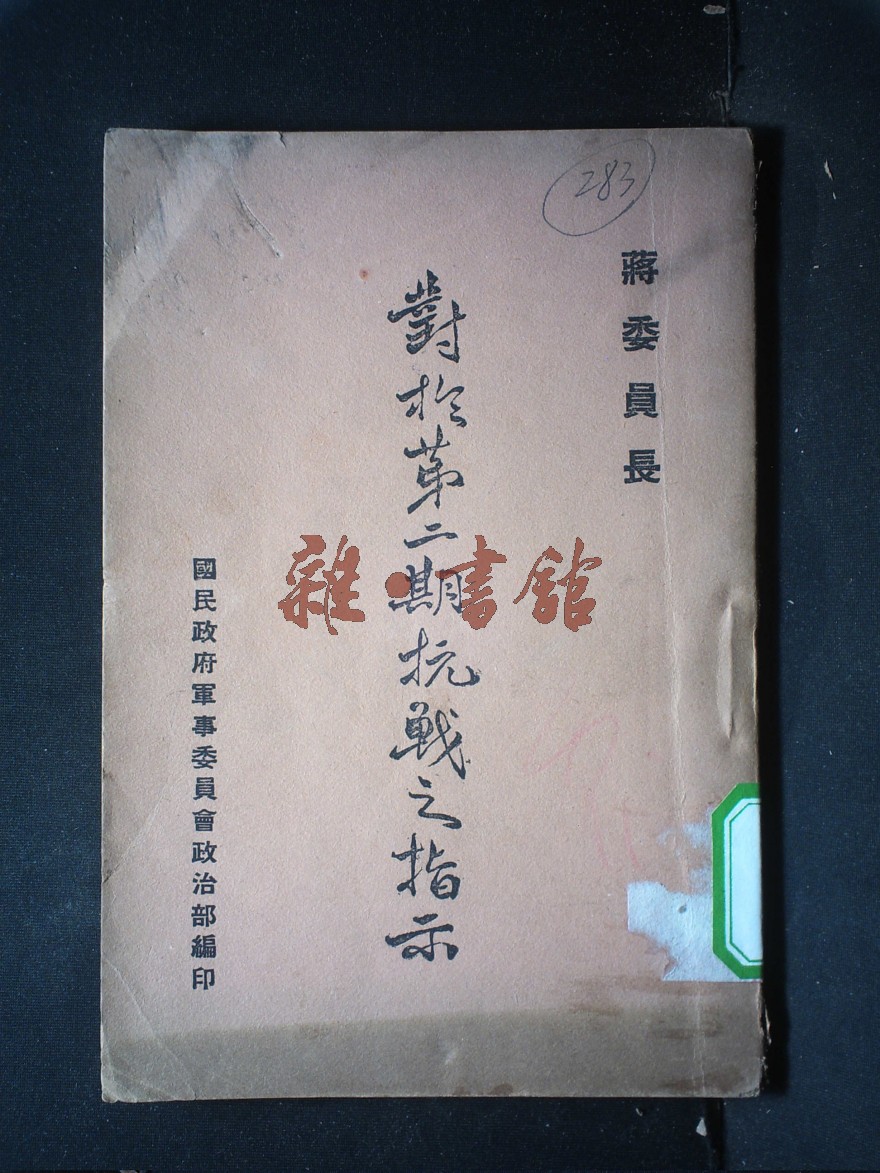 283
蔣委員長
對於第二期抗戰之指示
國民政府軍事委員會政治部編印
雜·書館